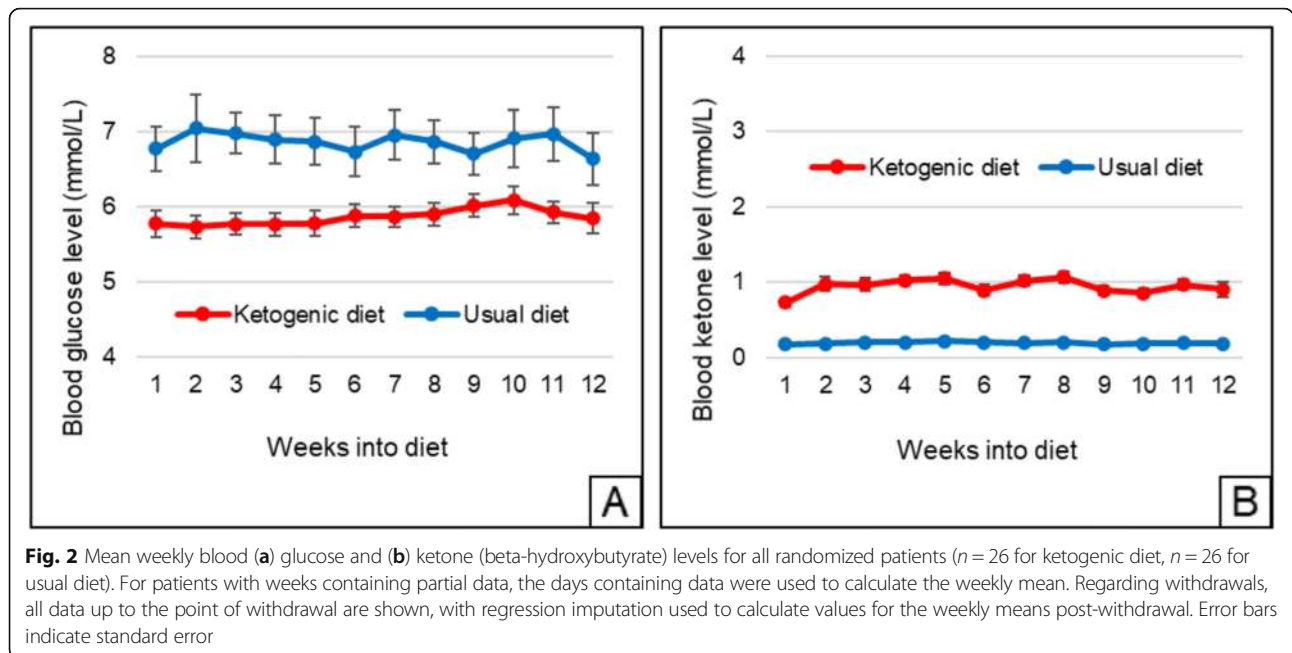 8
7
6
5
4
Blood glucose level (mmol/L)
Ketogenic diet Usual diet
1 2 3 4 5 6 7 8 9 10 11 12
Weeks into diet
A
4
3
2
1
0
Blood ketone level (mmol/L)
Ketogenic diet Usual diet
1 2 3 4 5 6 7 8 9 10 11 12
Weeks into diet
B
Fig. 2 Mean weekly blood (a) glucose and (b) ketone (beta-hydroxybutyrate) levels for all randomized patients (n = 26 for ketogenic diet, n = 26 for
usual diet). For patients with weeks containing partial data, the days containing data were used to calculate the weekly mean. Regarding withdrawals,
all data up to the point of withdrawal are shown, with regression imputation used to calculate values for the weekly means post-withdrawal. Error bars
indicate standard error